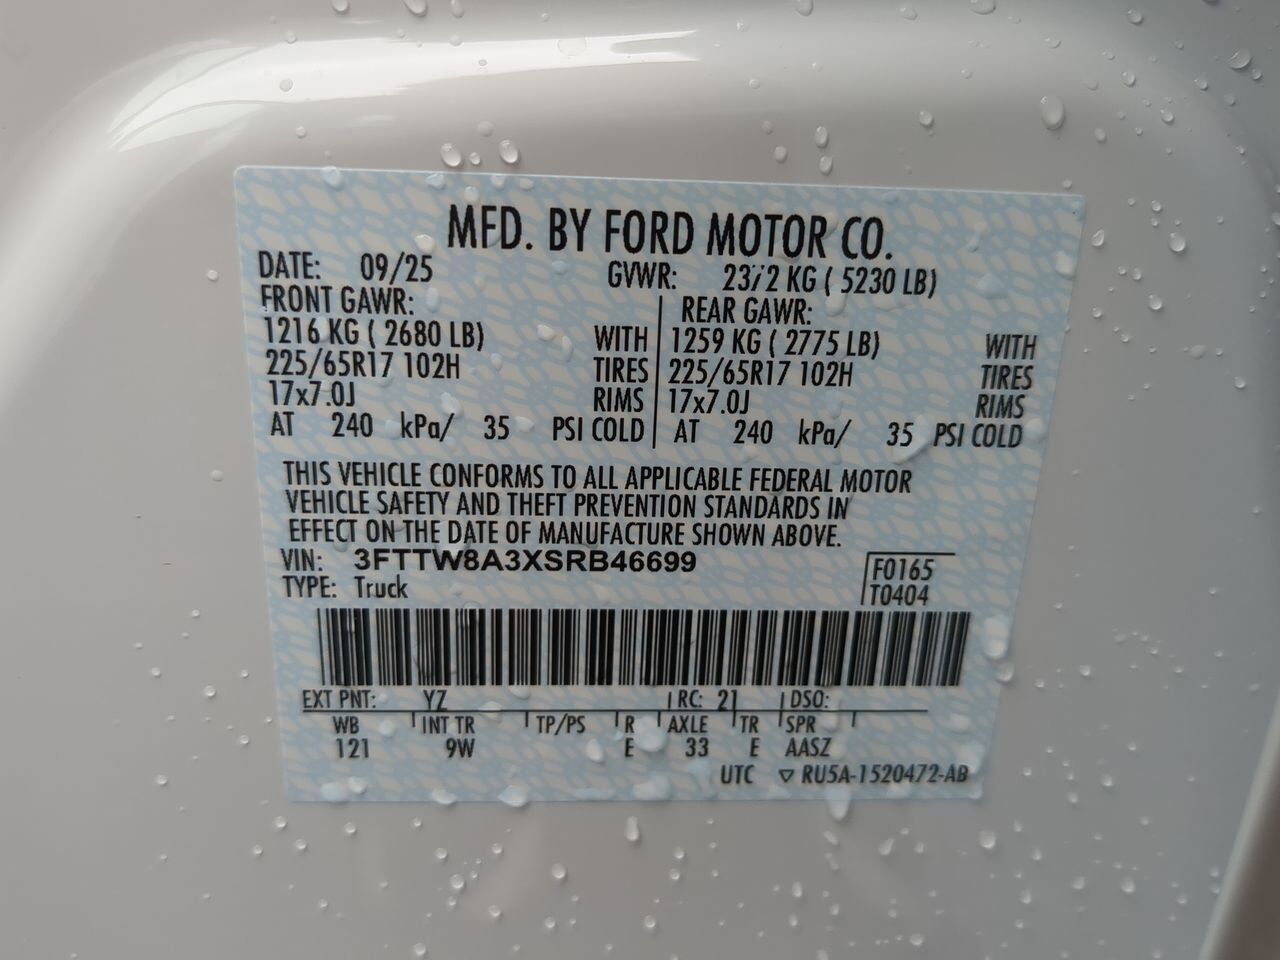 MFD. BY FORD MOTOR CO.
DATE: 09/25 GVWR: 2372 KG ( 5230 LB)
FRONT GAWR: REAR GAWR:
1216 KG ( 2680 LB) WITH 1259 KG ( 2775 LB) WITH
225/65R17 102H TIRES 225/65R17 102H TIRES
17x7.0J RIMS 17x7.0J RIMS
AT 240 kPa/ 35 PSI COLD AT 240 kPa/ 35 PSI COLD
THIS VEHICLE CONFORMS TO ALL APPLICABLE FEDERAL MOTOR
VEHICLE SAFETY AND THEFT PREVENTION STANDARDS IN
EFFECT ON THE DATE OF MANUFACTURE SHOWN ABOVE.
VIN: 3FTTW8A3XSRB46699 F0165
TYPE: Truck T0404
EXT PNT: YZ RC: 21 DSO:
WB INT TR TP/PS R AXLE TR SPR
121 9W E 33 E AASZ
UTC ▽ RU5A-1520472-AB